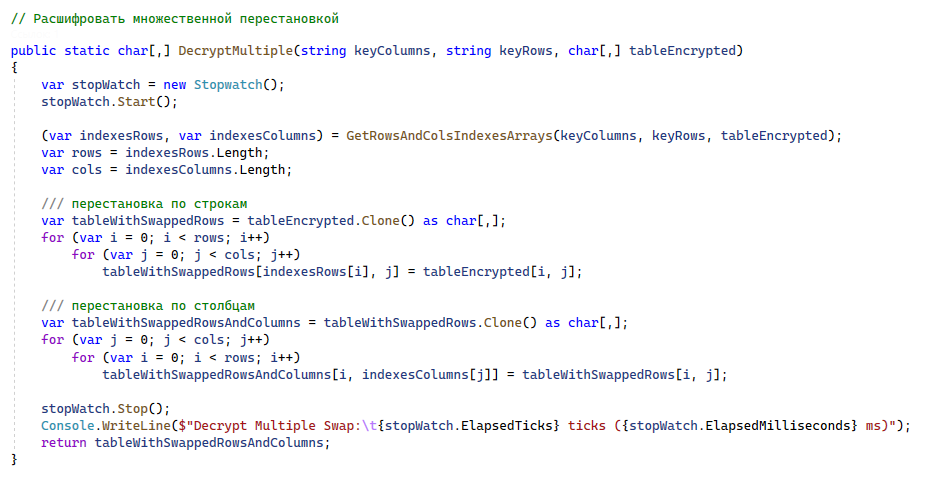 // Расшифровать множественной перестановкой
public static char[,] DecryptMultiple(string keyColumns, string keyRows, char[,] tableEncrypted)
{
    var stopWatch = new Stopwatch();
    stopWatch.Start();
    (var indexesRows, var indexesColumns) = GetRowsAndColsIndexesArrays(keyColumns, keyRows, tableEncrypted);
    var rows = indexesRows.Length;
    var cols = indexesColumns.Length;
    /// перестановка по строкам
    var tableWithSwappedRows = tableEncrypted.Clone() as char[,];
    for (var i = 0; i < rows; i++)
        for (var j = 0; j < cols; j++)
            tableWithSwappedRows[indexesRows[i], j] = tableEncrypted[i, j];
    /// перестановка по столбцам
    var tableWithSwappedRowsAndColumns = tableWithSwappedRows.Clone() as char[,];
    for (var j = 0; j < cols; j++)
        for (var i = 0; i < rows; i++)
            tableWithSwappedRowsAndColumns[i, indexesColumns[j]] = tableWithSwappedRows[i, j];
    stopWatch.Stop();
    Console.WriteLine($"Decrypt Multiple Swap:\t{stopWatch.ElapsedTicks} ticks ({stopWatch.ElapsedMilliseconds} ms)");
    return tableWithSwappedRowsAndColumns;
}